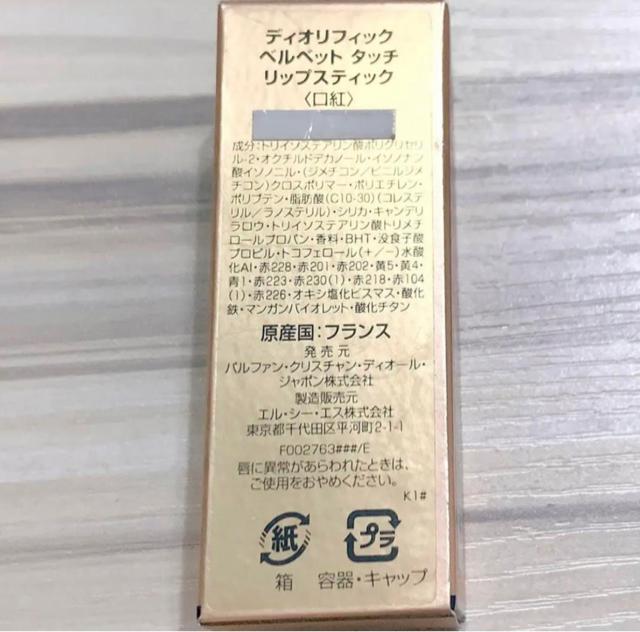 ディオリフィック
ベルベット タッチ
リップスティック
〈口紅〉
成分:トリイソステアリン酸ポリグリセリ
ル-2・オクチルドデカノール・イソノナン
酸イソノニル・(ジメチコン/ビニルジメ
チコン)クロスポリマー・ポリエチレン・
ポリブテン・脂肪酸(C10-30)(コレステ
リル/ラノステリル)・シリカ・キャンデリ
ラロウ・トリイソステアリン酸トリメチ
ロールプロパン・香料・BHT・没食子酸
プロピル・トコフェロール(+/-)水酸
化Al・赤228・赤201・赤202・黄5・黄4・
青1・赤223・赤230(1)・赤218・赤104
(1)・赤226・オキシ塩化ビスマス・酸化
鉄・マンガンバイオレット・酸化チタン
原産国:フランス
発売元
パルファン・クリスチャン・ディオール・
ジャポン株式会社
製造販売元
エル・シー・エス株式会社
東京都千代田区平河町2-1-1
F002763###/E
唇に異常があらわれたときは、
ご使用をおやめください。
K1#
紙 プラ
箱 容器・キャップ